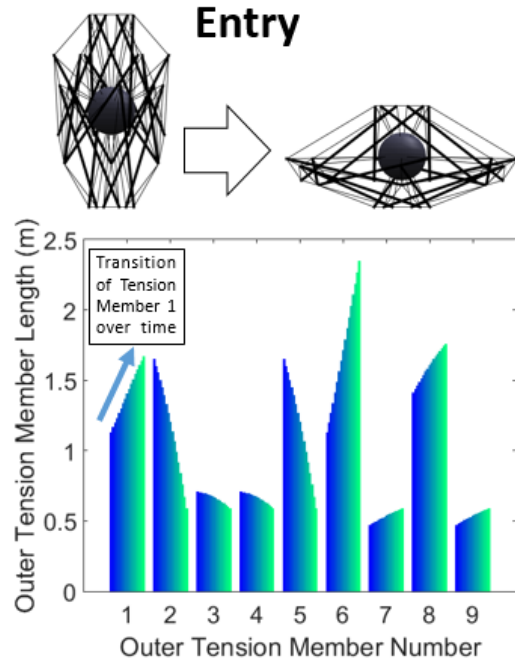 Entry
Outer Tension Member Length (m)
2.5
2
1.5
1
0.5
0
Transition
of Tension
Member 1
over time
1 2 3 4 5 6 7 8 9
Outer Tension Member Number